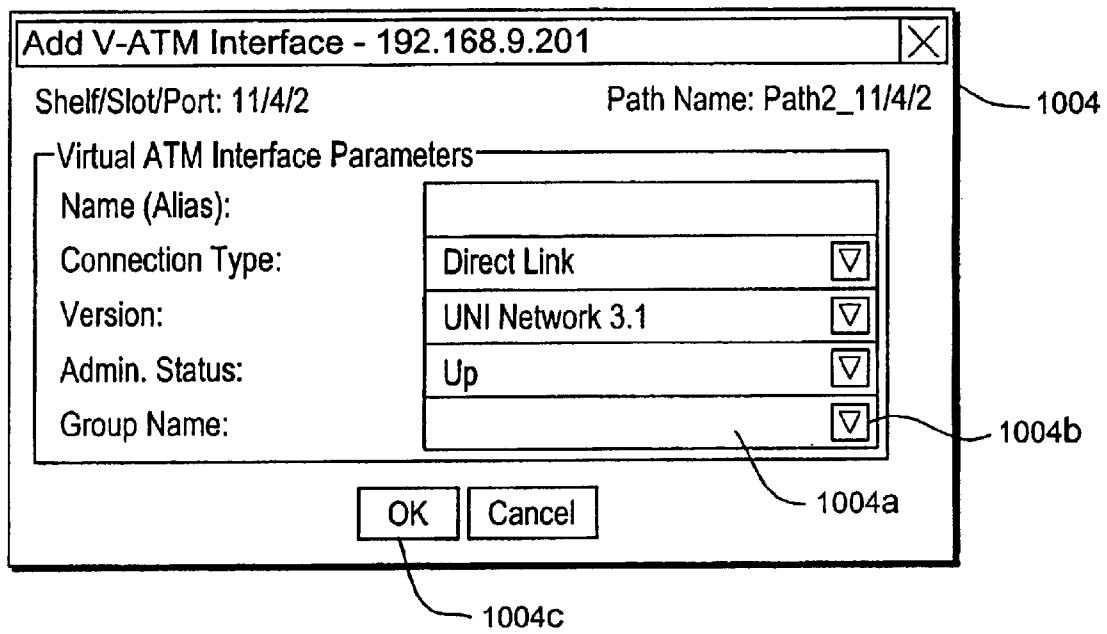 Add V-ATM Interface - 192.168.9.201
Shelf/Slot/Port: 11/4/2 Path Name: Path2_11/4/2
1004
Virtual ATM Interface Parameters
Name (Alias):
Connection Type: Direct Link
Version: UNI Network 3.1
Admin. Status: Up
Group Name:
1004b
1004a
OK Cancel
1004c